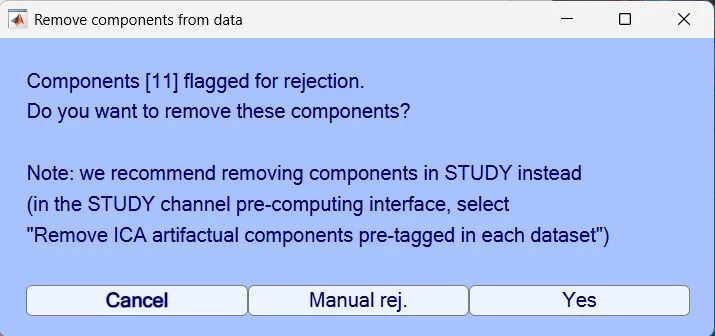 Remove components from data
Components [11] flagged for rejection.
Do you want to remove these components?
Note: we recommend removing components in STUDY instead
(in the STUDY channel pre-computing interface, select
"Remove ICA artifactual components pre-tagged in each dataset")
Cancel
Manual rej.
Yes